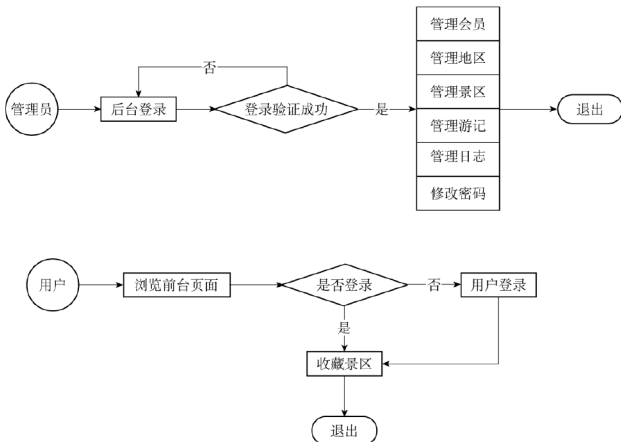 否
管理员
后台登录
登录验证成功
是
管理会员
管理地区
管理景区
管理游记
管理日志
修改密码
退出
用户
浏览前台页面
是否登录
否
用户登录
是
收藏景区
退出